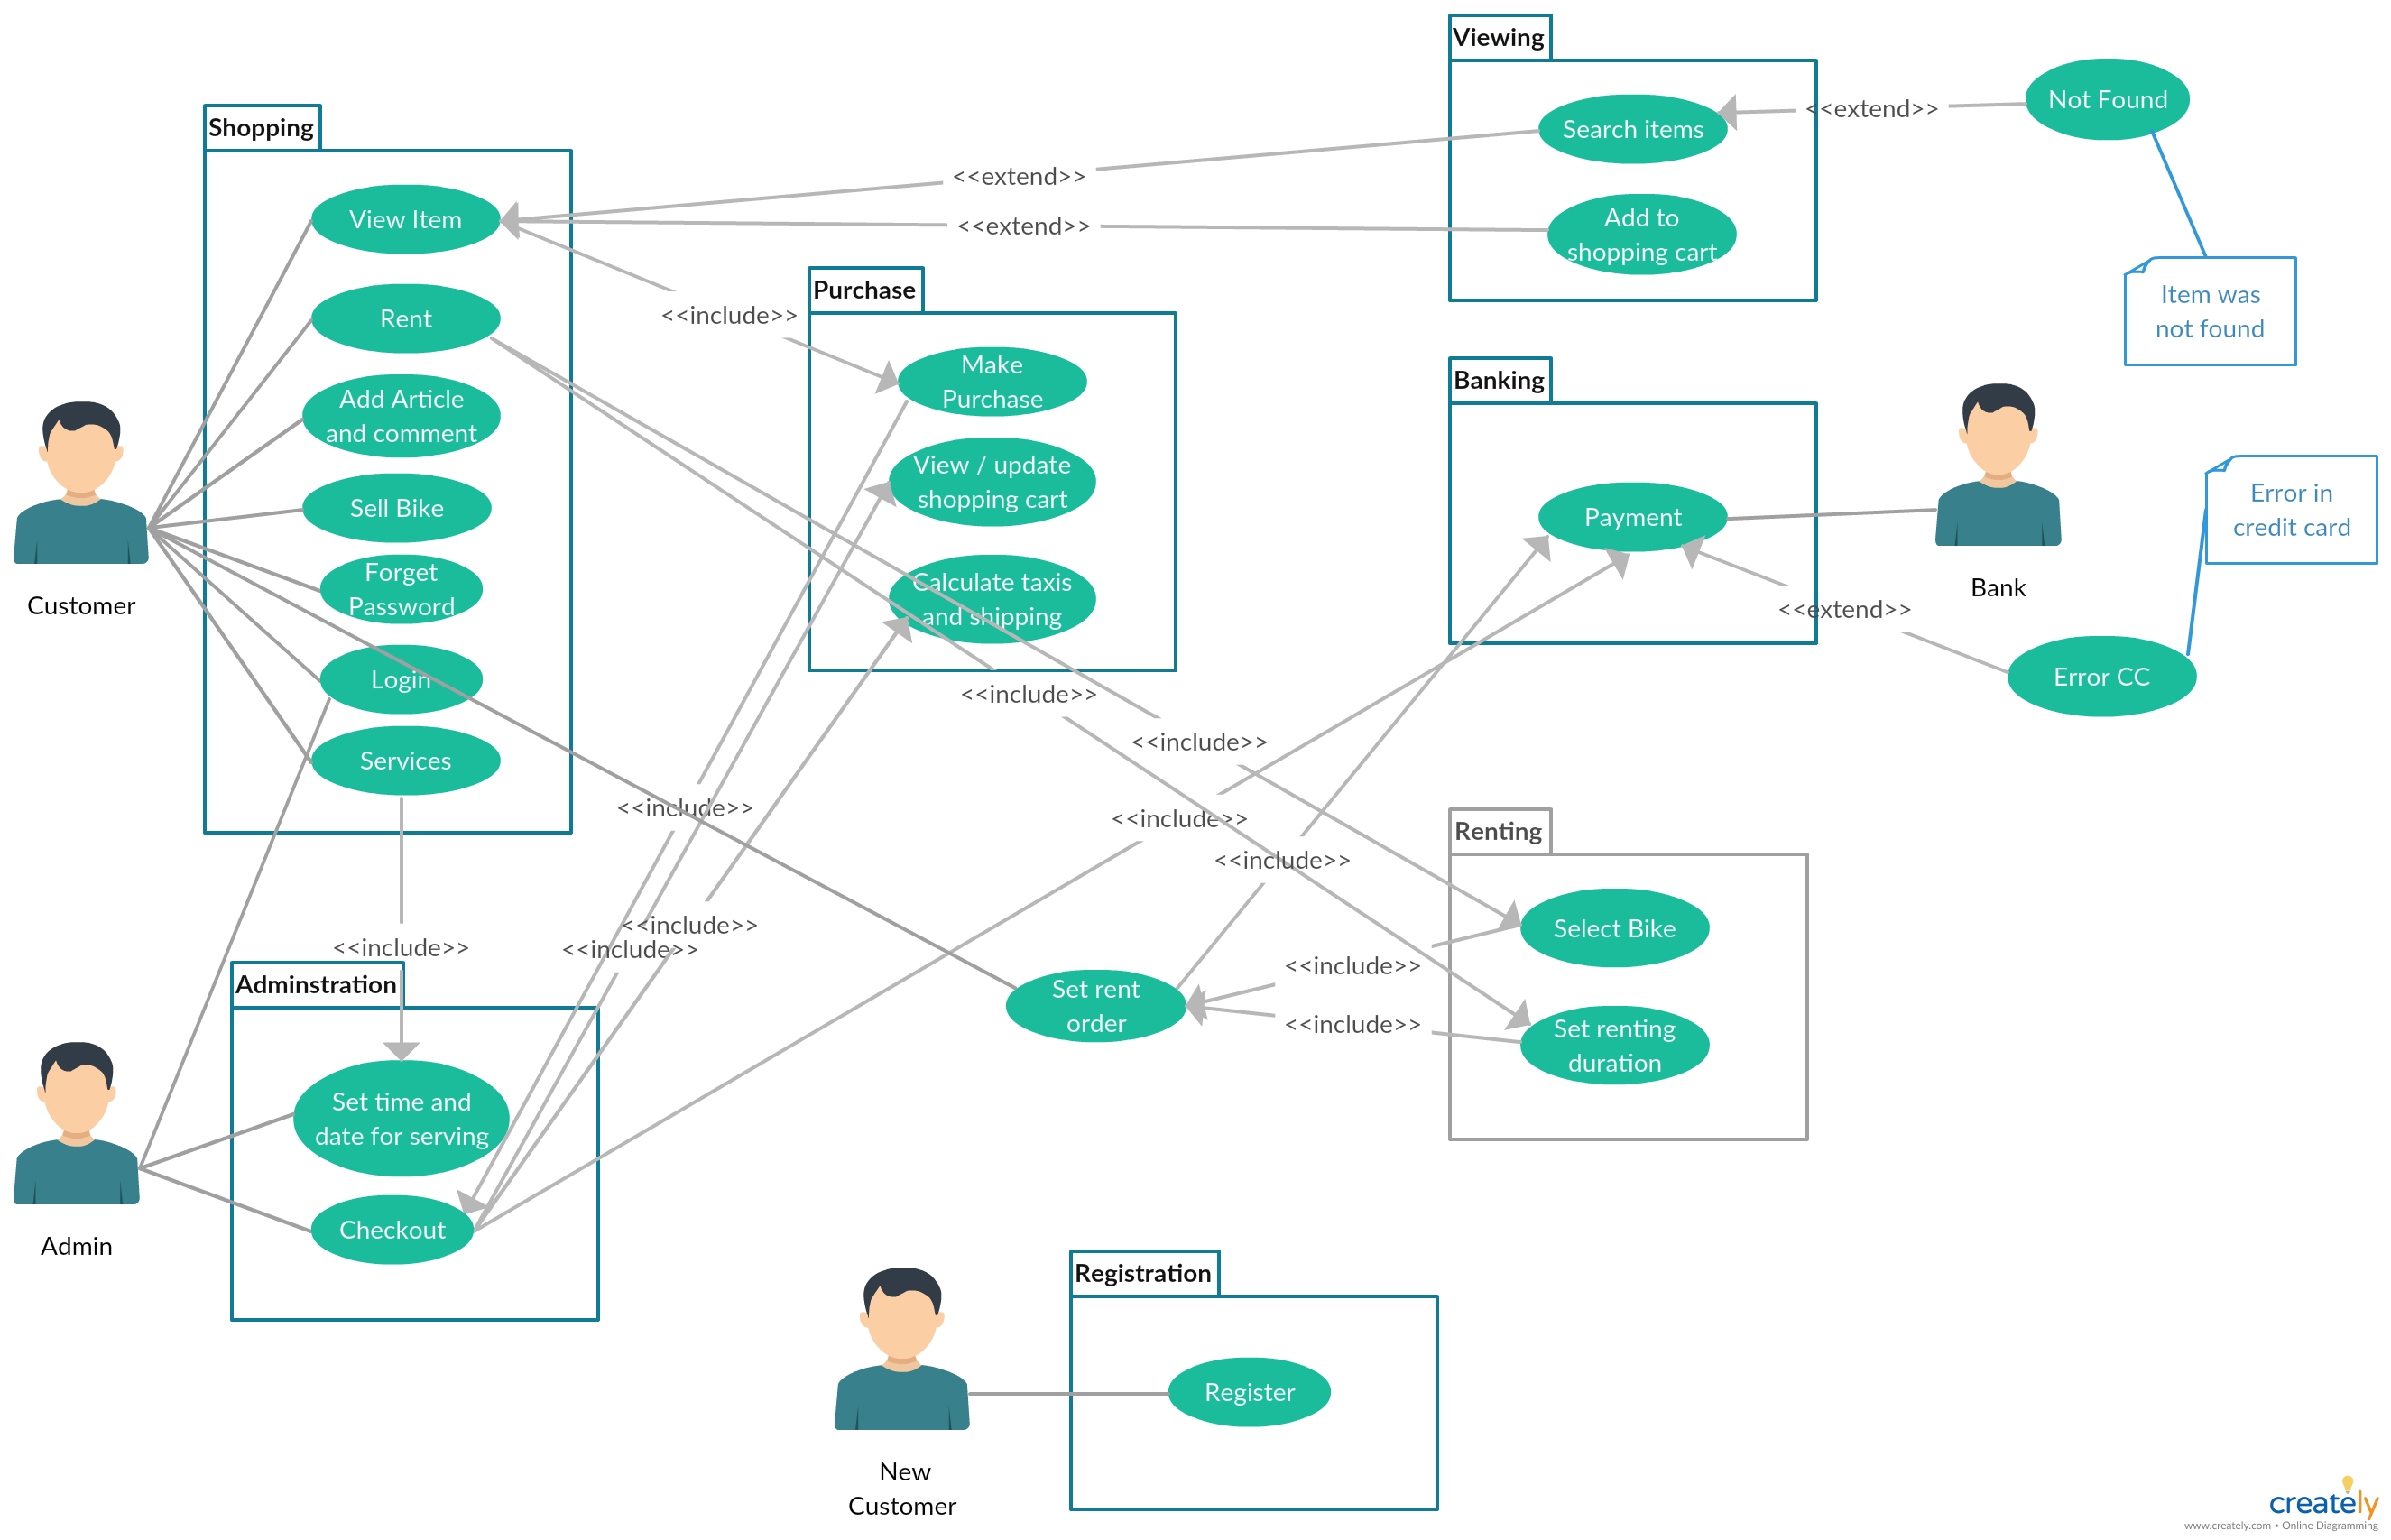 Viewing
Search items
<<extend>>
Not Found
Add to
shopping cart
<<extend>>
<<extend>>
Item was
not found
Shopping
View Item
Rent
Add Article
and comment
Sell Bike
Forget
Password
Login
Services
Customer
<<include>>
Purchase
Make
Purchase
View / update
shopping cart
Calculate taxis
and shipping
Banking
Payment
Bank
<<extend>>
Error in
credit card
Error CC
<<include>>
<<include>>
<<include>>
<<include>>
<<include>>
<<include>>
<<include>>
<<include>>
Renting
Select Bike
Set renting
duration
<<include>>
<<include>>
Set rent
order
Adminstration
Set time and
date for serving
Checkout
Admin
Registration
Register
New
Customer
creately
www.creately.com • Online Diagramming